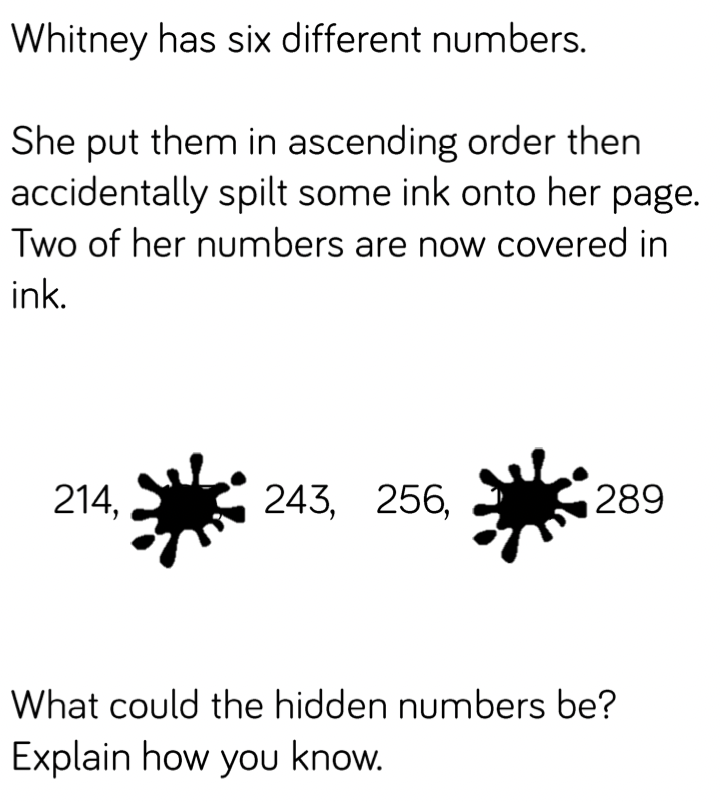 Whitney has six different numbers.
She put them in ascending order then
accidentally spilt some ink onto her page.
Two of her numbers are now covered in
ink.
214, 243, 256, 289
What could the hidden numbers be?
Explain how you know.